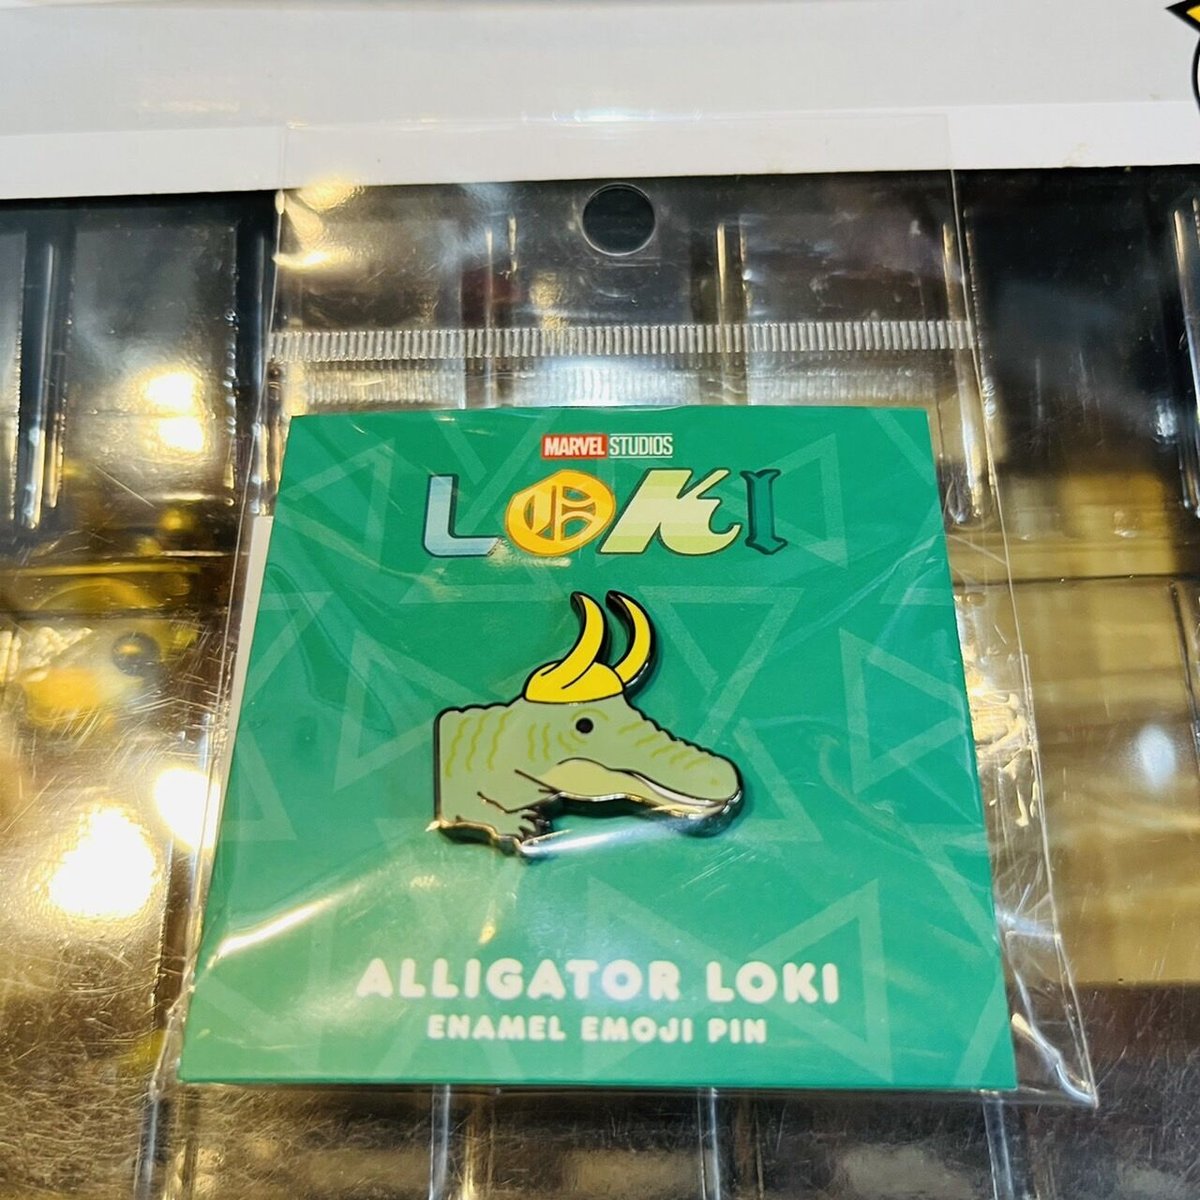 MARVEL STUDIOS
LOKI
ALLIGATOR LOKI
ENAMEL EMOJI PIN